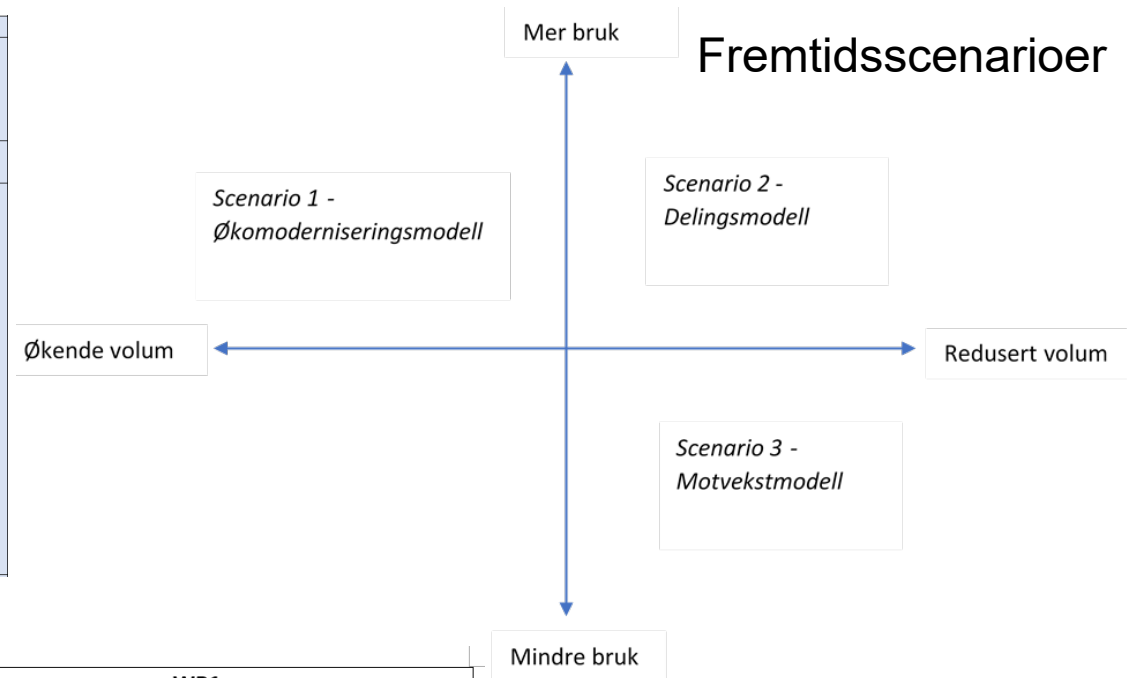 Mer bruk
Fremtidsscenarioer
Scenario 1 -
Økomoderniseringsmodell
Scenario 2 -
Delingsmodell
Økende volum
Redusert volum
Scenario 3 -
Motvekstmodell
Mindre bruk